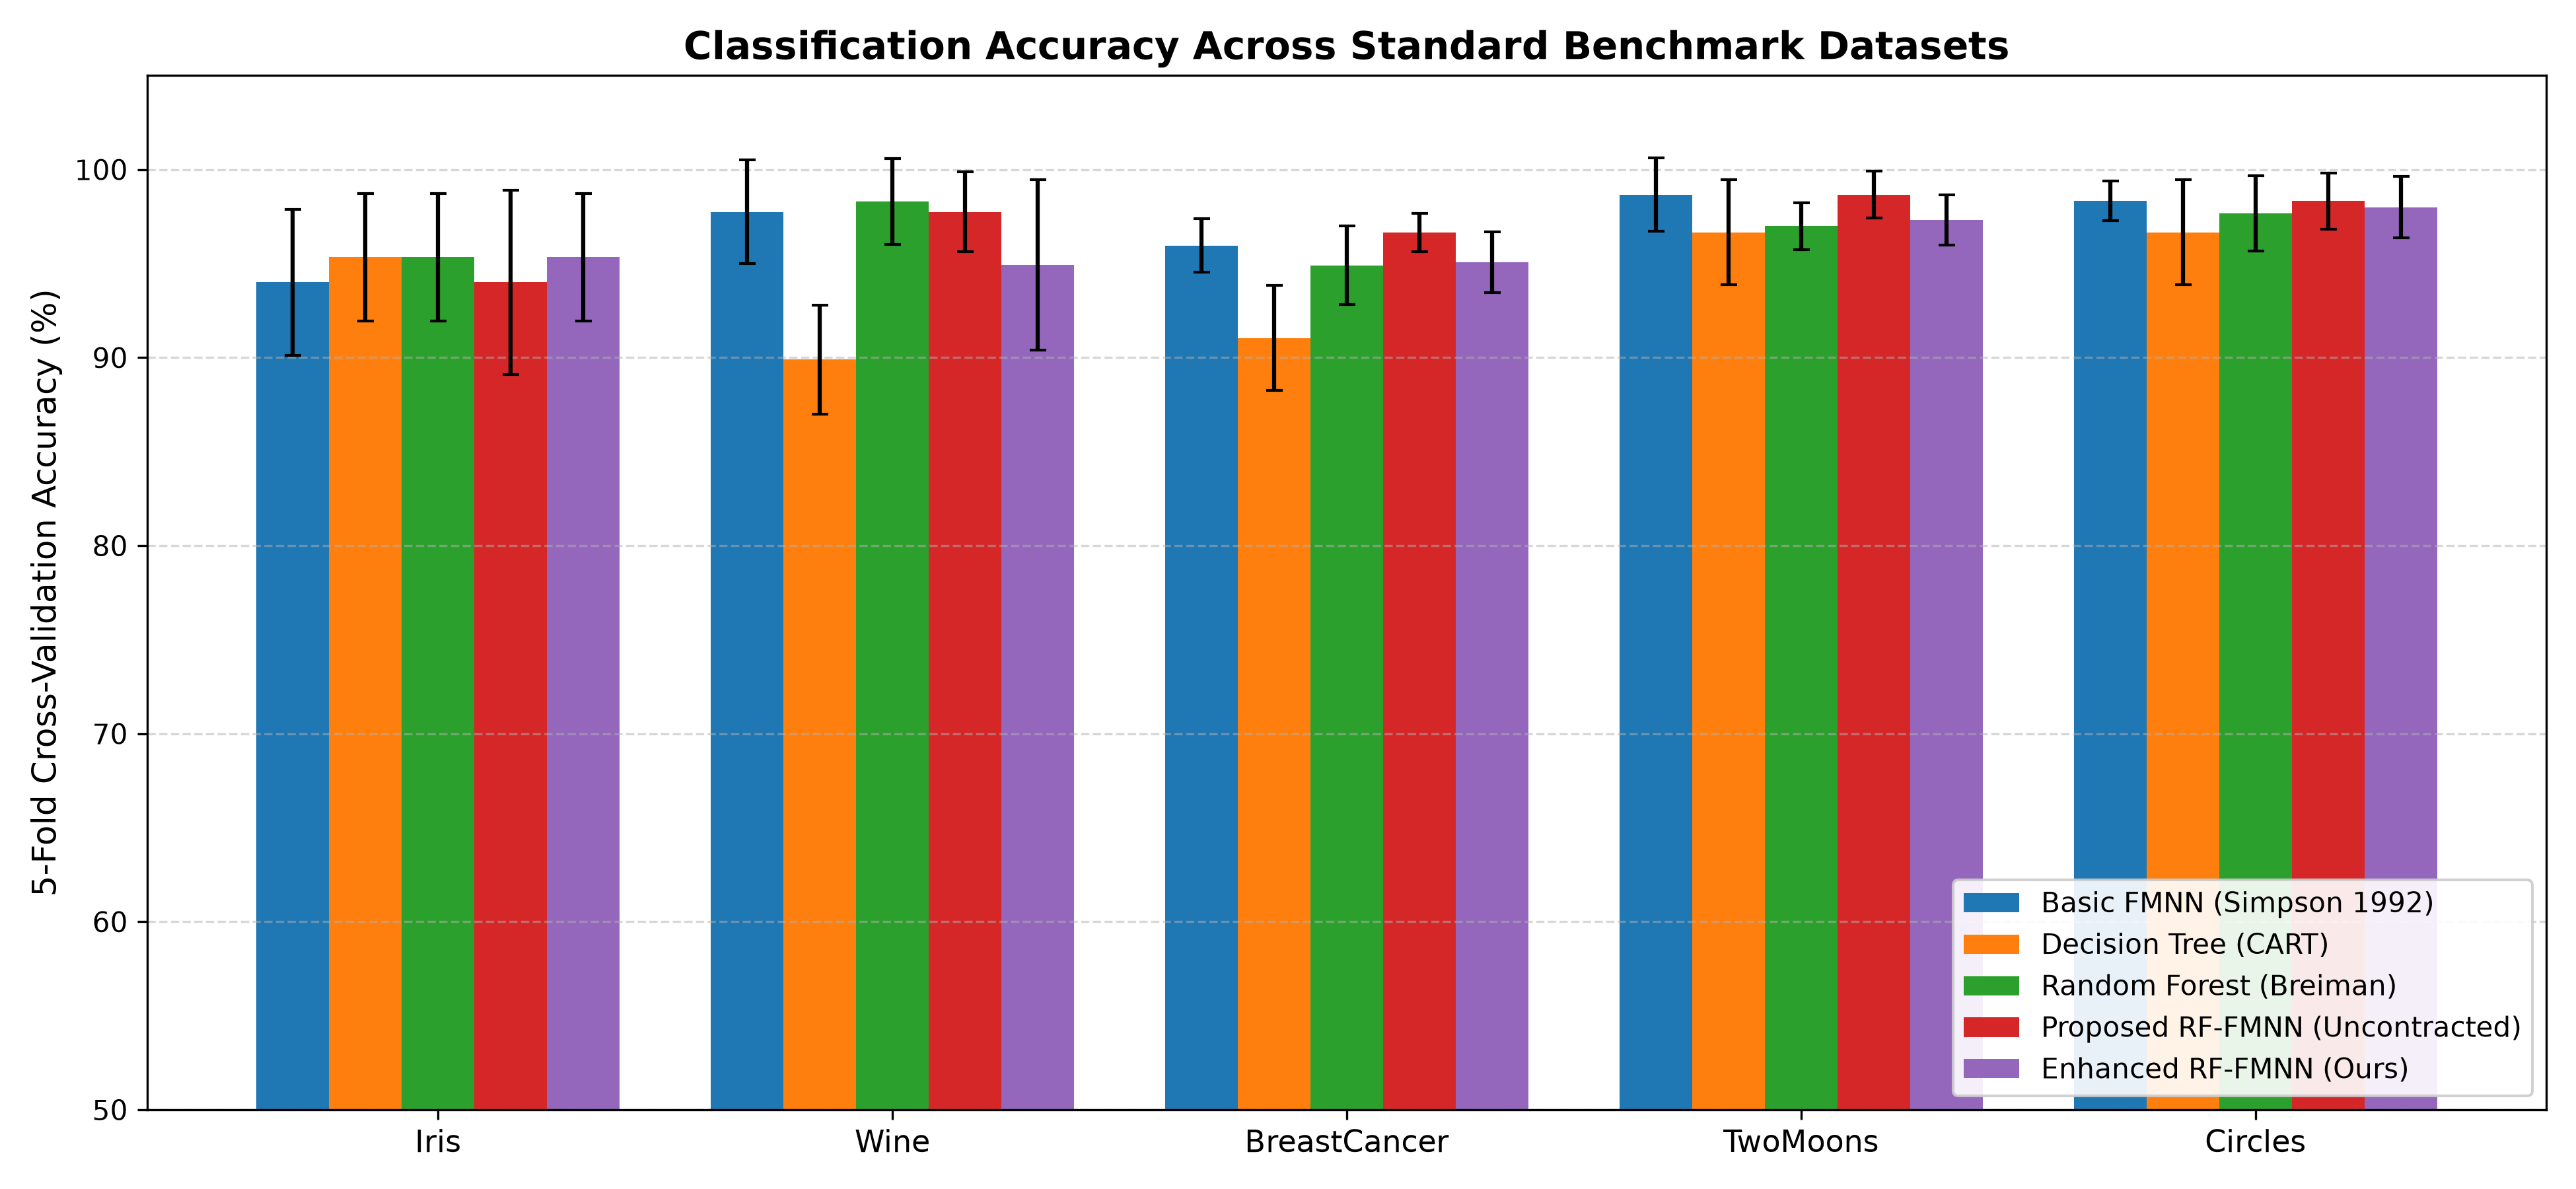 Classification Accuracy Across Standard Benchmark Datasets
5-Fold Cross-Validation Accuracy (%)
100
90
80
70
60
50
Iris
Wine
BreastCancer
TwoMoons
Circles
Basic FMNN (Simpson 1992)
Decision Tree (CART)
Random Forest (Breiman)
Proposed RF-FMNN (Uncontracted)
Enhanced RF-FMNN (Ours)